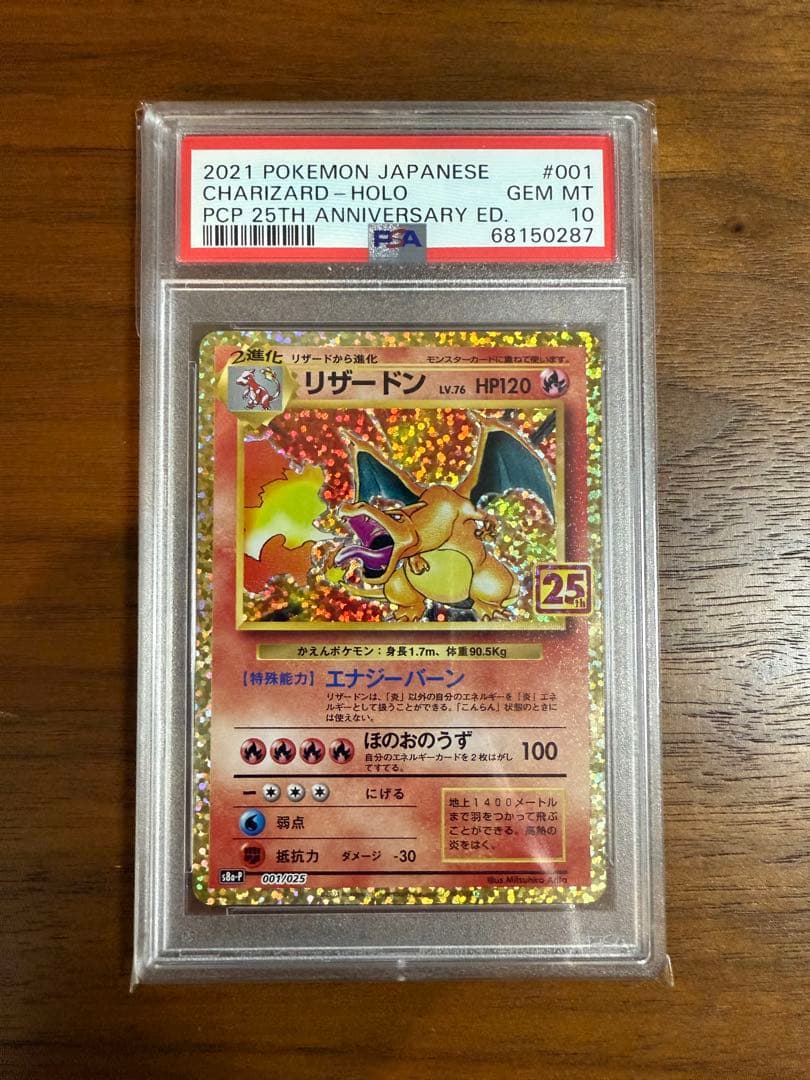 2021 POKEMON JAPANESE #001
CHARIZARD-HOLO GEM MT
PCP 25TH ANNIVERSARY ED. 10
PSA 68150287
2進化 リザードから進化 モンスターカードに重ねて使います。
リザードン LV.76 HP120
25th
かえんポケモン:身長1.7m、体重90.5Kg
【特殊能力】エナジーバーン
リザードンは、「炎」以外の自分のエネルギーを「炎」エネ
ルギーとして扱うことができる。「こんらん」状態のときに
は使えない。
ほのおのうず 100
自分のエネルギーカードを2枚はがし
てすてる。
ー にげる
弱点
抵抗力 ダメージ -30
地上1400メートル
まで羽をつかって飛ぶ
ことができる。高熱の
炎をはく。
s8a-P 001/025
Illus. Mitsuhiro Arita